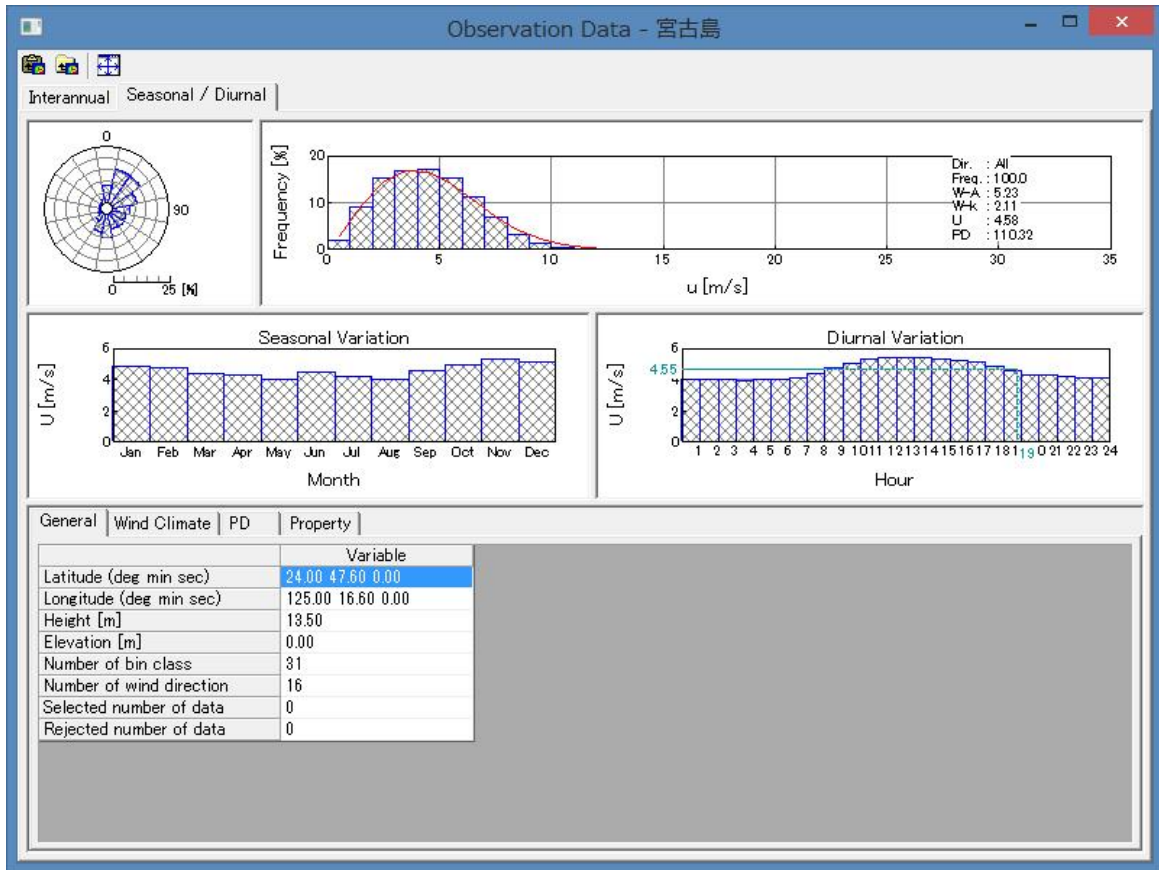 Observation Data - 宮古島
Interannual Seasonal / Diurnal
0
90
0 25 [%]
Frequency [%]
20
10
0
0 5 10 15 20 25 30 35
u [m/s]
Dir. : All
Freq. : 100.0
W-A : 5.23
W-k : 2.11
U : 4.58
PD : 110.32
Seasonal Variation
U [m/s]
6
4
2
0
Jan Feb Mar Apr May Jun Jul Aug Sep Oct Nov Dec
Month
Diurnal Variation
U [m/s]
6
4.55
4
2
0
1 2 3 4 5 6 7 8 9 10 11 12 13 14 15 16 17 18 19 0 21 22 23 24
Hour
General Wind Climate PD Property
Variable
Latitude (deg min sec) 24.00 47.60 0.00
Longitude (deg min sec) 125.00 16.60 0.00
Height [m] 13.50
Elevation [m] 0.00
Number of bin class 31
Number of wind direction 16
Selected number of data 0
Rejected number of data 0